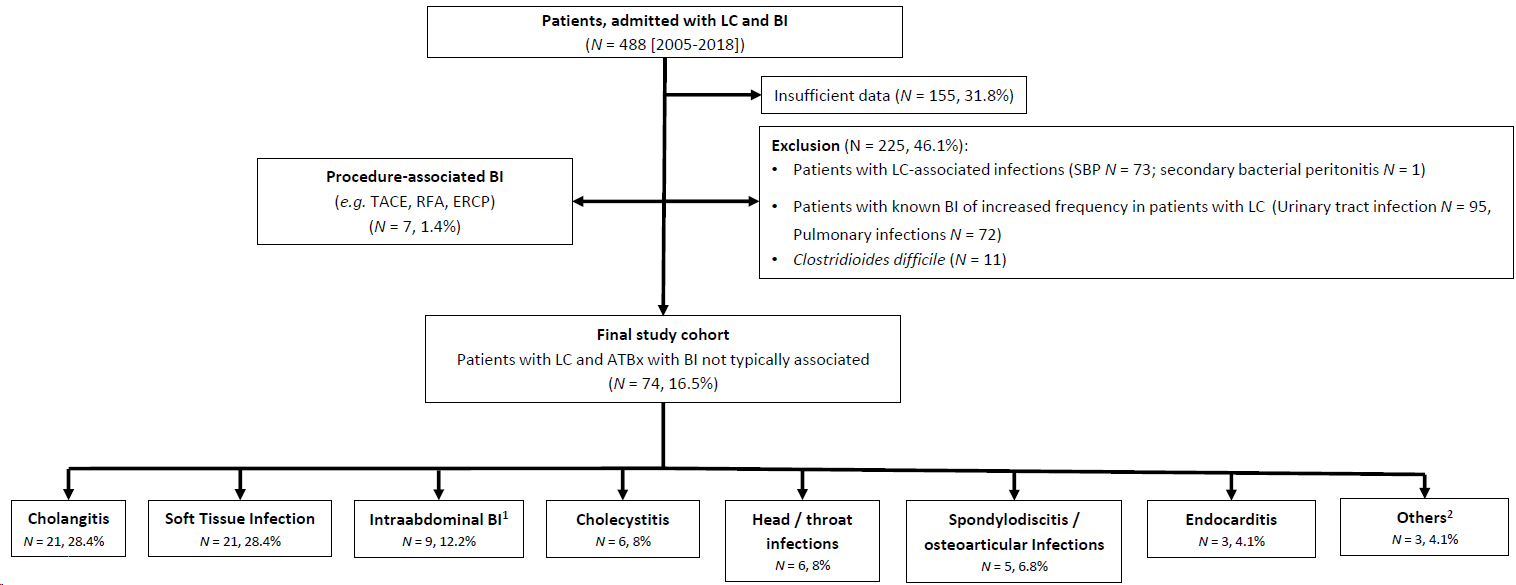 Patients, admitted with LC and BI
(N = 488 [2005-2018])
Insufficient data (N = 155, 31.8%)
Exclusion (N = 225, 46.1%):
• Patients with LC-associated infections (SBP N = 73; secondary bacterial peritonitis N = 1)
• Patients with known BI of increased frequency in patients with LC (Urinary tract infection N = 95,
Pulmonary infections N = 72)
• Clostridioides difficile (N = 11)
Procedure-associated BI
(e.g. TACE, RFA, ERCP)
(N = 7, 1.4%)
Final study cohort
Patients with LC and ATBx with BI not typically associated
(N = 74, 16.5%)
Cholangitis
N = 21, 28.4%
Soft Tissue Infection
N = 21, 28.4%
Intraabdominal BI¹
N = 9, 12.2%
Cholecystitis
N = 6, 8%
Head / throat
infections
N = 6, 8%
Spondylodiscitis /
osteoarticular Infections
N = 5, 6.8%
Endocarditis
N = 3, 4.1%
Others²
N = 3, 4.1%